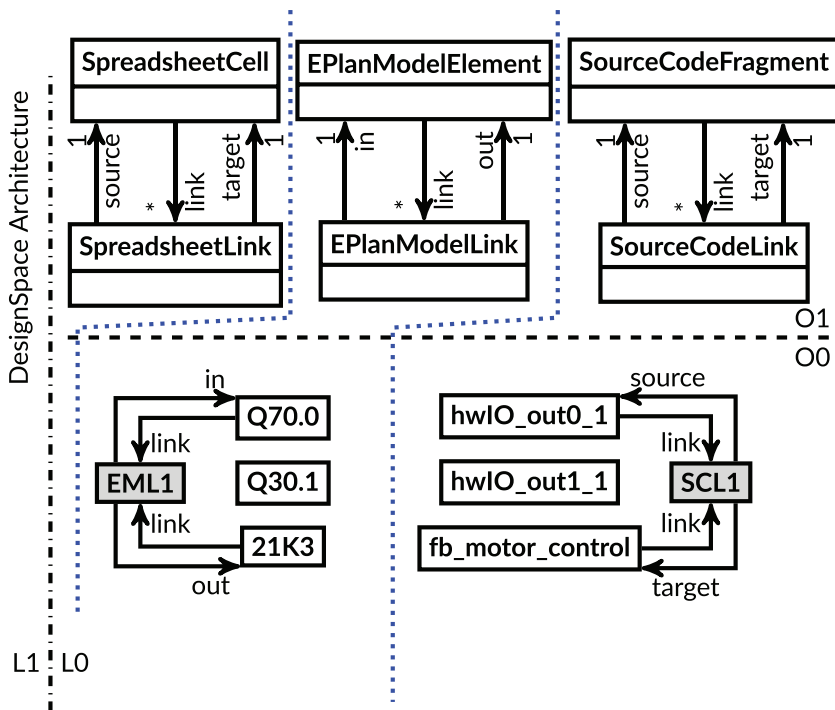 DesignSpace Architecture
SpreadsheetCell
EPlanModelElement
SourceCodeFragment
1
source
*
link
target
1
1
in
*
link
out
1
1
source
*
link
target
1
SpreadsheetLink
EPlanModelLink
SourceCodeLink
O1
O0
in
Q70.0
link
EML1
Q30.1
link
21K3
out
source
hwIO_out0_1
link
hwIO_out1_1
SCL1
link
fb_motor_control
target
L1
L0